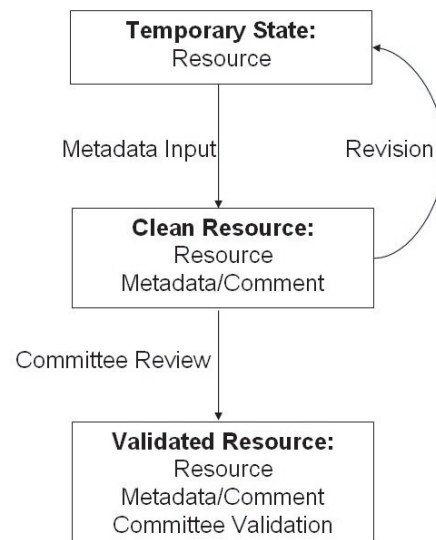 Temporary State:
Resource
Metadata Input
Revision
Clean Resource:
Resource
Metadata/Comment
Committee Review
Validated Resource:
Resource
Metadata/Comment
Committee Validation